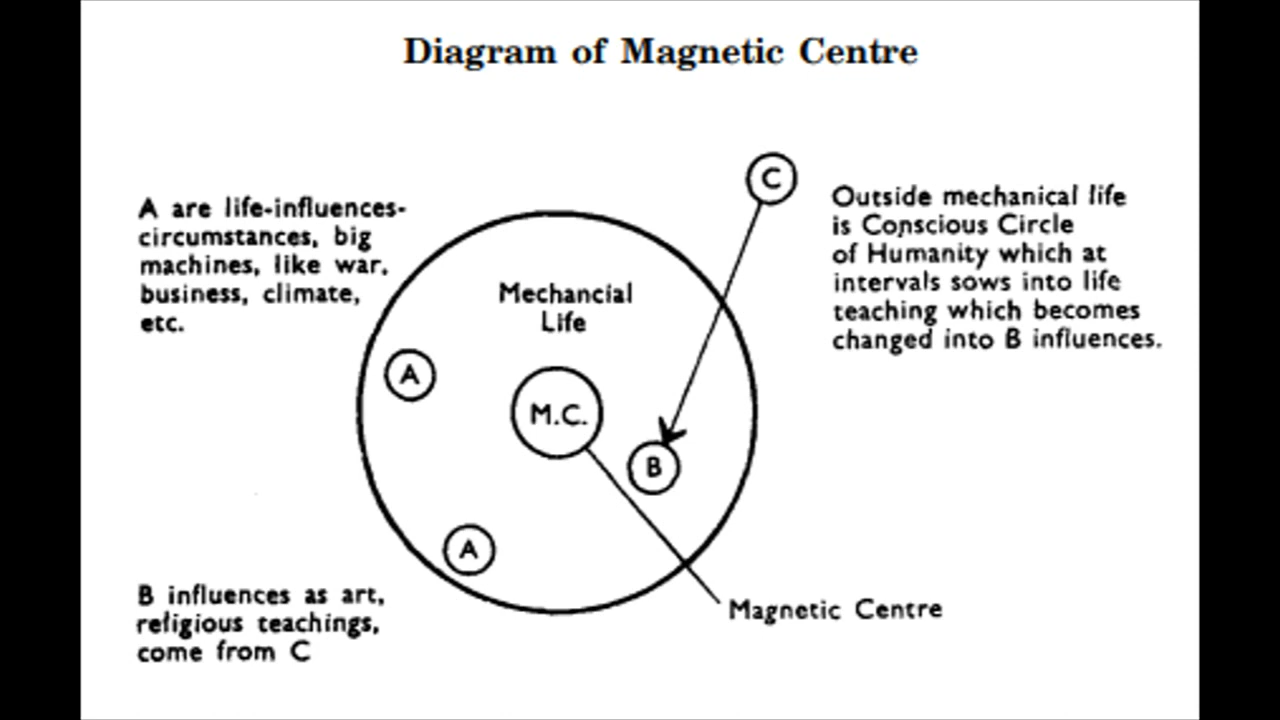 Diagram of Magnetic Centre
A are life-influences-
circumstances, big
machines, like war,
business, climate,
etc.
C
Outside mechanical life
is Conscious Circle
of Humanity which at
intervals sows into life
teaching which becomes
changed into B influences.
Mechancial
Life
A
M.C.
B
A
B influences as art,
religious teachings,
come from C
Magnetic Centre